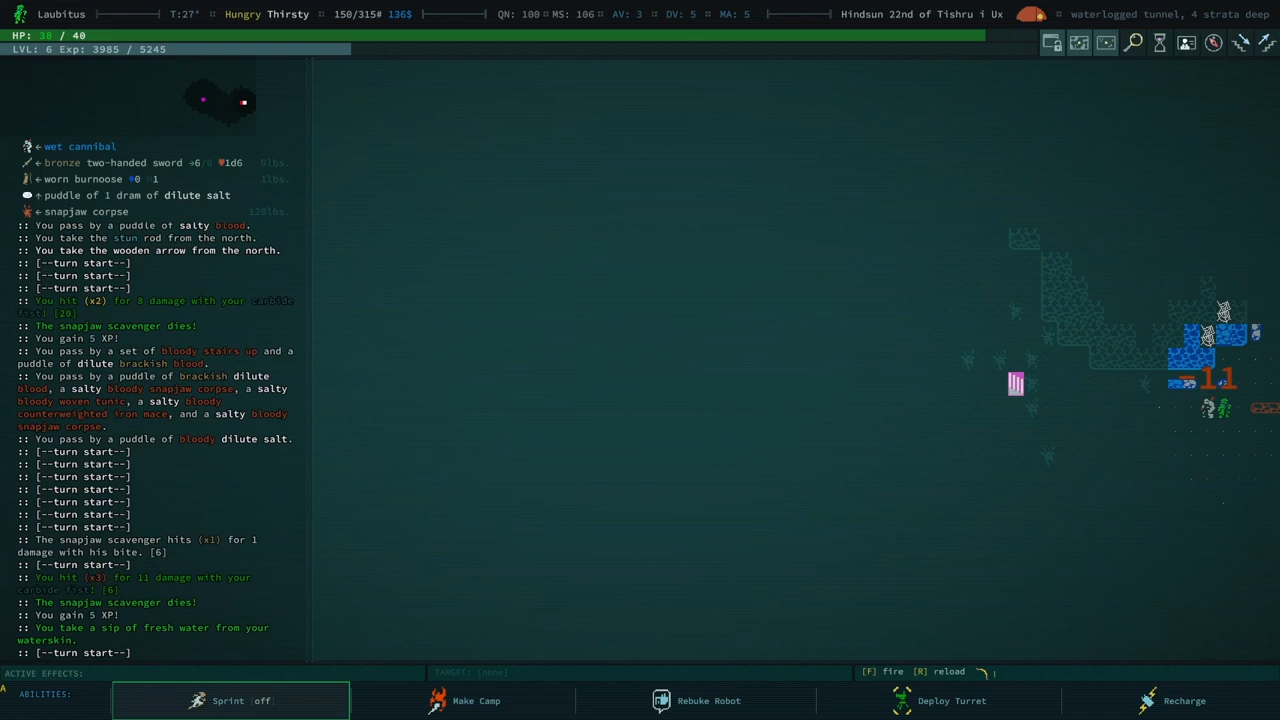 Laubitus T:27° Hungry Thirsty 150/315# 136$ QN: 100 MS: 106 AV: 3 DV: 5 MA: 5 Hindsun 22nd of Tishru i Ux waterlogged tunnel, 4 strata deep
HP: 38 / 40
LVL: 6 Exp: 3985 / 5245
wet cannibal
bronze two-handed sword →6/6 ♥1d6 9lbs.
worn burnoose ♦0 ○1 1lbs.
puddle of 1 dram of dilute salt
snapjaw corpse 120lbs.
:: You pass by a puddle of salty blood.
:: You take the stun rod from the north.
:: You take the wooden arrow from the north.
:: [--turn start--]
:: [--turn start--]
:: [--turn start--]
:: You hit (x2) for 8 damage with your carbide
fist! [20]
:: The snapjaw scavenger dies!
:: You gain 5 XP!
:: You pass by a set of bloody stairs up and a
puddle of dilute brackish blood.
:: You pass by a puddle of brackish dilute
blood, a salty bloody snapjaw corpse, a salty
bloody woven tunic, a salty bloody
counterweighted iron mace, and a salty bloody
snapjaw corpse.
:: You pass by a puddle of bloody dilute salt.
:: [--turn start--]
:: [--turn start--]
:: [--turn start--]
:: [--turn start--]
:: [--turn start--]
:: [--turn start--]
:: [--turn start--]
:: The snapjaw scavenger hits (x1) for 1
damage with his bite. [6]
:: [--turn start--]
:: You hit (x3) for 11 damage with your
carbide fist! [6]
:: The snapjaw scavenger dies!
:: You gain 5 XP!
:: You take a sip of fresh water from your
waterskin.
:: [--turn start--]
-11
ACTIVE EFFECTS: TARGET: [none] [F] fire [R] reload
A ABILITIES: Sprint [off] Make Camp Rebuke Robot Deploy Turret Recharge